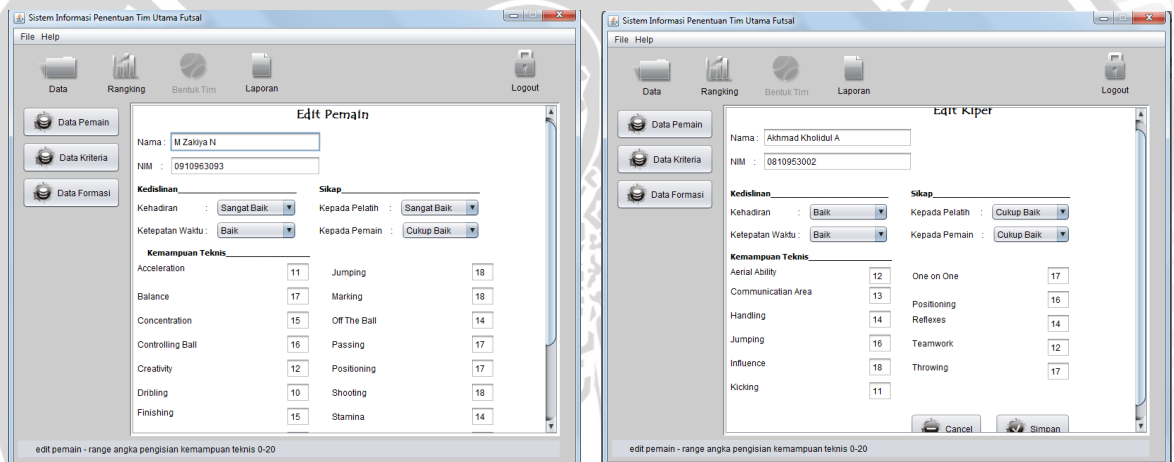 Sistem Informasi Penentuan Tim Utama Futsal
File Help
Data Rangking Bentuk Tim Laporan Logout
Data Pemain
Data Kriteria
Data Formasi
Edit Pemain
Nama : M Zakiya N
NIM : 0910963093
Kedislinan Sikap
Kehadiran : Sangat Baik Kepada Pelatih : Sangat Baik
Ketepatan Waktu : Baik Kepada Pemain : Cukup Baik
Kemampuan Teknis
Acceleration 11 Jumping 18
Balance 17 Marking 18
Concentration 15 Off The Ball 14
Controlling Ball 16 Passing 17
Creativity 12 Positioning 17
Dribling 10 Shooting 18
Finishing 15 Stamina 14
edit pemain - range angka pengisian kemampuan teknis 0-20
Sistem Informasi Penentuan Tim Utama Futsal
File Help
Data Rangking Bentuk Tim Laporan Logout
Data Pemain
Data Kriteria
Data Formasi
Edit Kiper
Nama : Akhmad Kholidul A
NIM : 0810953002
Kedislinan Sikap
Kehadiran : Baik Kepada Pelatih : Cukup Baik
Ketepatan Waktu : Baik Kepada Pemain : Cukup Baik
Kemampuan Teknis
Aerial Ability 12 One on One 17
Communicatian Area 13 Positioning 16
Handling 14 Reflexes 14
Jumping 16 Teamwork 12
Influence 18 Throwing 17
Kicking 11
Cancel Simpan
edit pemain - range angka pengisian kemampuan teknis 0-20